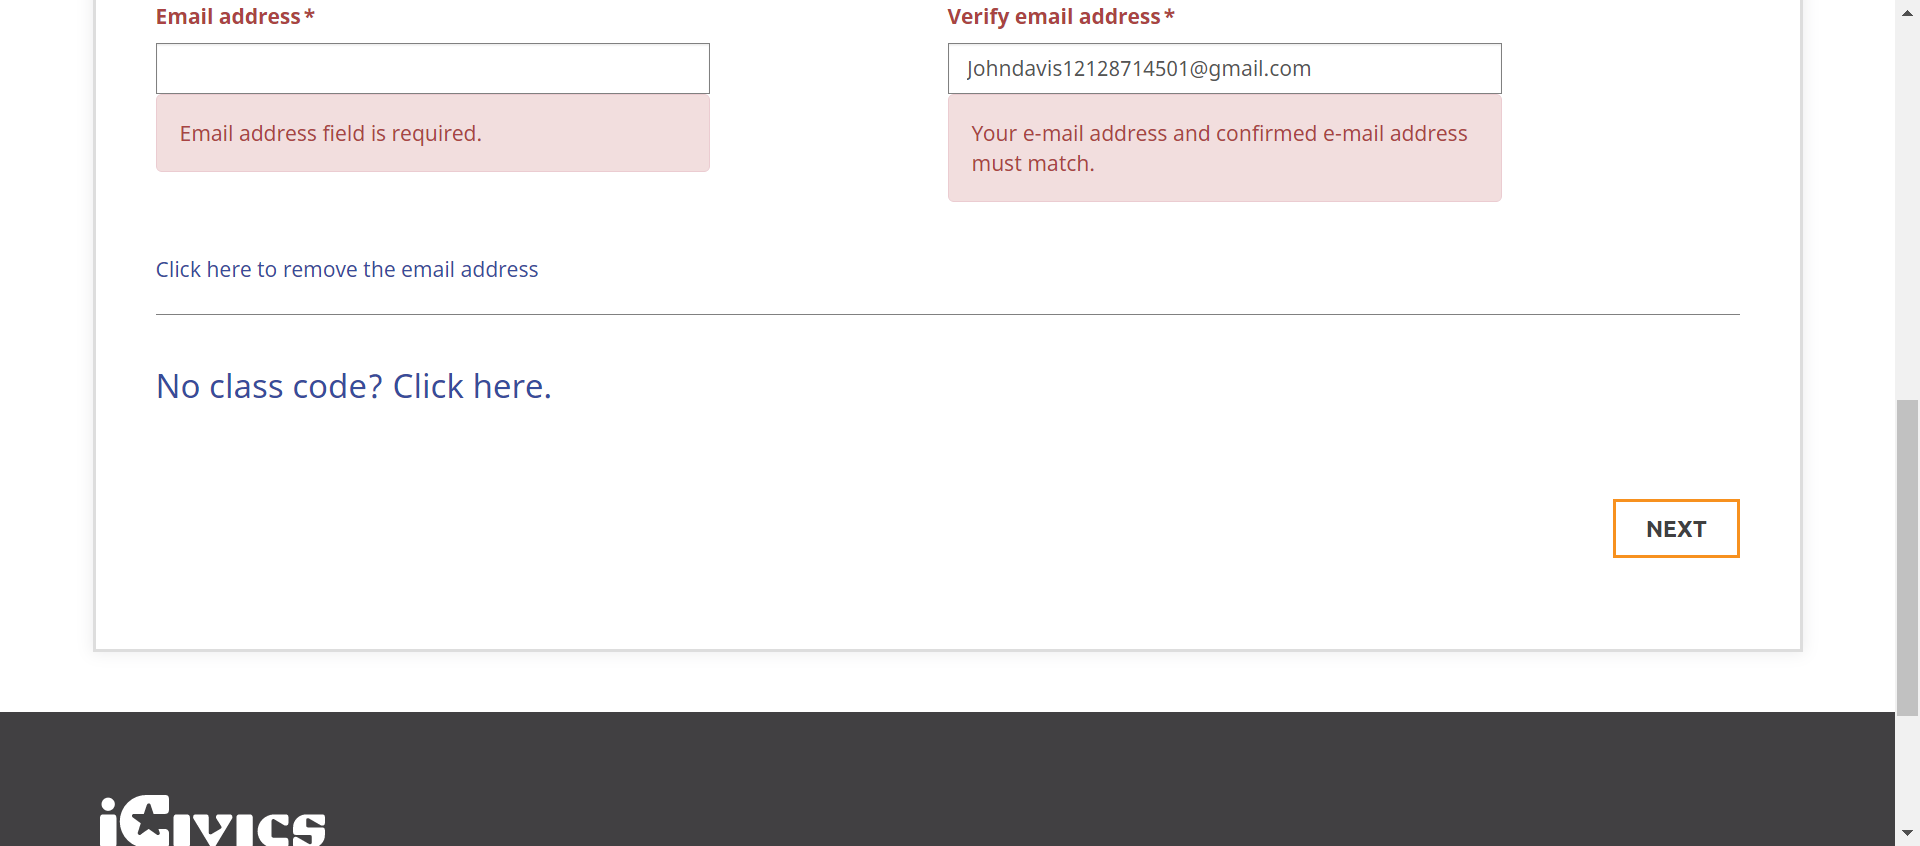 Email address*
Verify email address*
Johndavis12128714501@gmail.com
Email address field is required.
Your e-mail address and confirmed e-mail address
must match.
Click here to remove the email address
No class code? Click here.
NEXT
iCivics